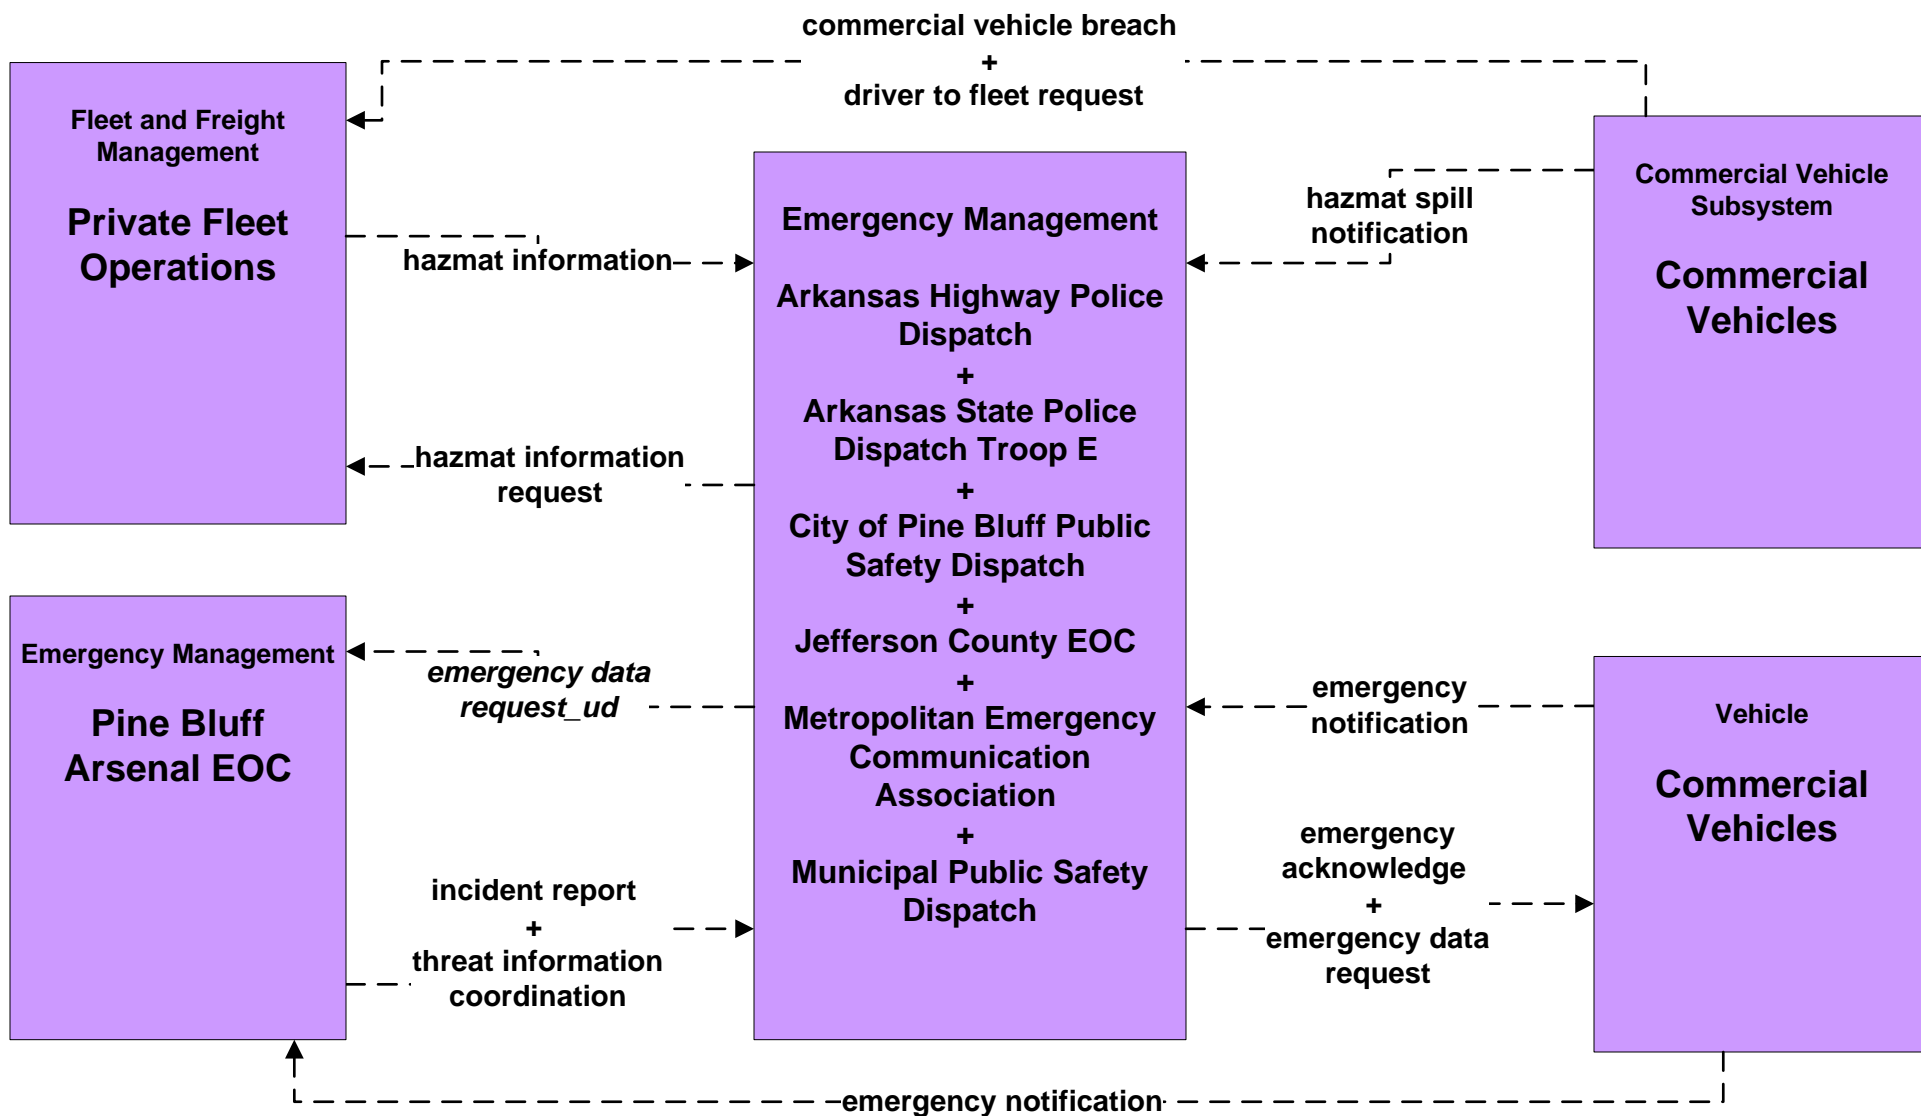 commercial vehicle breach
+
driver to fleet request
Fleet and Freight
Management
Private Fleet
Operations
hazmat information
hazmat information
request
Emergency Management
Pine Bluff
Arsenal EOC
emergency data
request_ud
incident report
+
threat information
coordination
Emergency Management
Arkansas Highway Police
Dispatch
+
Arkansas State Police
Dispatch Troop E
+
City of Pine Bluff Public
Safety Dispatch
+
Jefferson County EOC
+
Metropolitan Emergency
Communication
Association
+
Municipal Public Safety
Dispatch
hazmat spill
notification
Commercial Vehicle
Subsystem
Commercial
Vehicles
emergency
notification
emergency
acknowledge
+
emergency data
request
Vehicle
Commercial
Vehicles
emergency notification